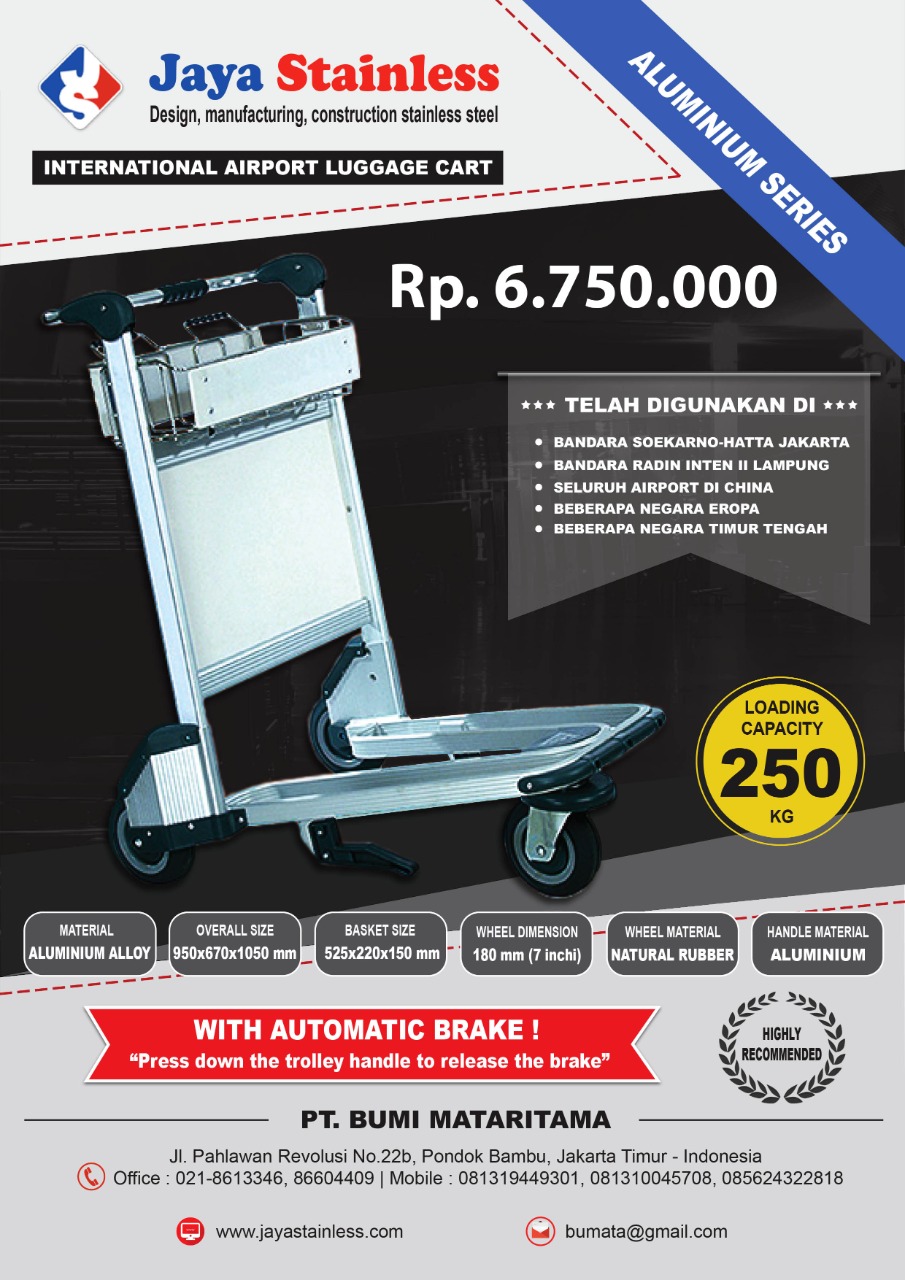 Jaya Stainless
Design, manufacturing, construction stainless steel
INTERNATIONAL AIRPORT LUGGAGE CART
ALUMINIUM SERIES
Rp. 6.750.000
TELAH DIGUNAKAN DI
BANDARA SOEKARNO-HATTA JAKARTA
BANDARA RADIN INTEN II LAMPUNG
SELURUH AIRPORT DI CHINA
BEBERAPA NEGARA EROPA
BEBERAPA NEGARA TIMUR TENGAH
LOADING
CAPACITY
250
KG
MATERIAL
ALUMINIUM ALLOY
OVERALL SIZE
950x670x1050 mm
BASKET SIZE
525x220x150 mm
WHEEL DIMENSION
180 mm (7 inchi)
WHEEL MATERIAL
NATURAL RUBBER
HANDLE MATERIAL
ALUMINIUM
WITH AUTOMATIC BRAKE !
“Press down the trolley handle to release the brake”
HIGHLY
RECOMMENDED
PT. BUMI MATARITAMA
Jl. Pahlawan Revolusi No.22b, Pondok Bambu, Jakarta Timur - Indonesia
Office : 021-8613346, 86604409 | Mobile : 081319449301, 081310045708, 085624322818
www.jayastainless.com
bumata@gmail.com